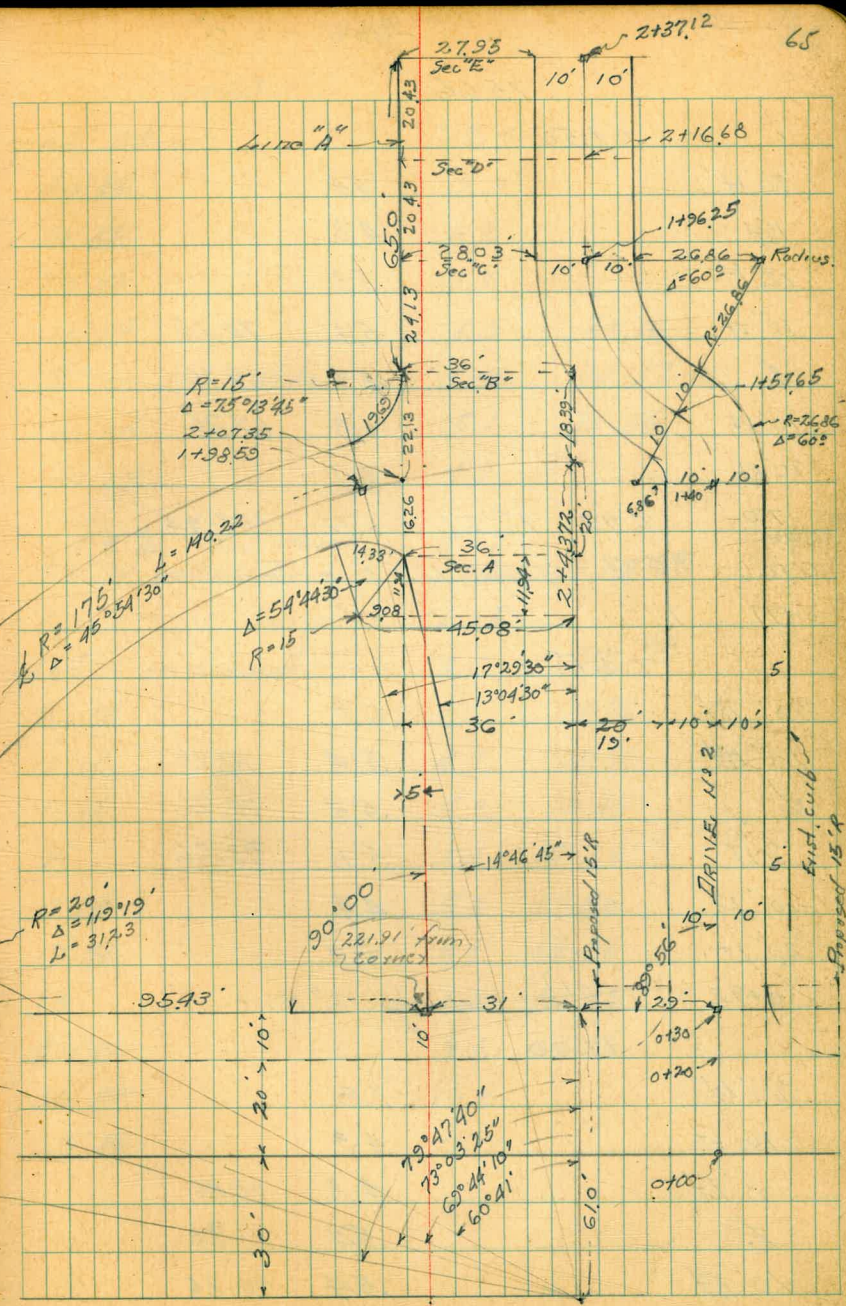 65
2+37.12
27.95
Sec "E"
10' 10'
20.43
Line "A"
2+16.68
Sec "D"
20.43
65.0'
1+96.25
28.03'
Sec "C"
10' 10'
26.86
Δ=60°
Radius.
24.13
R=26.86
36'
Sec. "B"
R=15'
Δ=75°13'45"
2+07.35
1+98.59
19.69
22.13
18.39'
10'
1+57.65
R=26.86
Δ=60°
10'
6.86'
10' 10'
1+40
16.26
L=140.22
20'
2+43.72
36'
Sec. A
14.33
11.94
11.94
Δ=54°44'30"
R=15
9.08
45.08'
℄ R=175'
Δ=45°54'30"
17°29'30"
13°04'30"
5'
36'
20
19.'
10' 10'
5'
DRIVE Nº 2
Exist. curb
14°46'45"
5'
Proposed 15'R
Proposed 15'R
R=20'
Δ=119°19'
L=31.23
90°00'
221.91' from
corner
10' 10'
89°56'
95.43'
31'
29'
10'
10'
0+30
0+20
20'
79°47'40"
73°03'25"
69°44'10"
60°41'
0+00
61.0'
30'